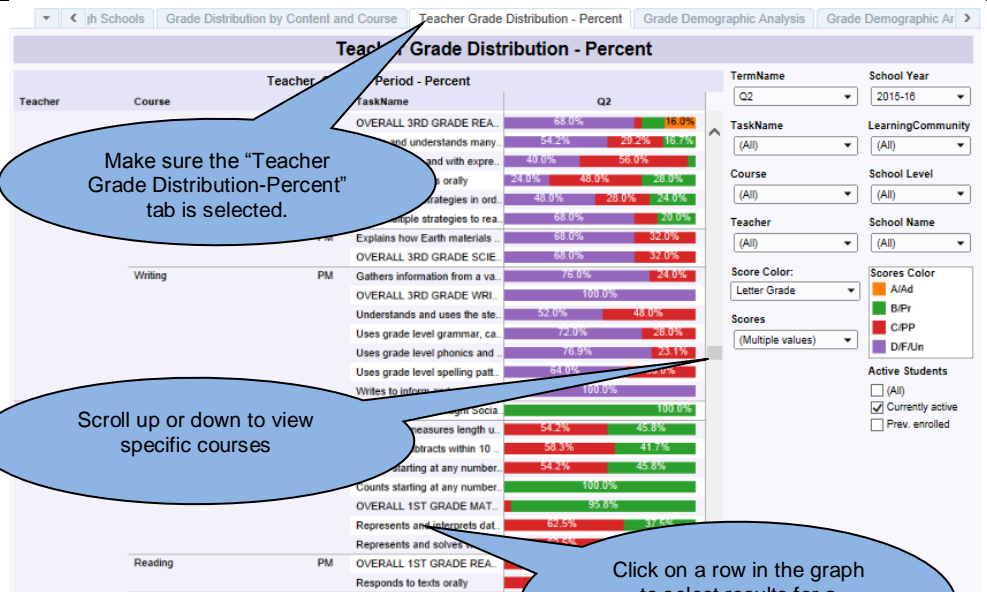 gh Schools Grade Distribution by Content and Course Teacher Grade Distribution - Percent Grade Demographic Analysis Grade Demographic Ar
Teacher Grade Distribution - Percent
Teacher, Period - Percent
Teacher Course TaskName Q2
OVERALL 3RD GRADE REA.. 68.0% 16.0%
and understands many.. 54.2% 29.2% 16.7%
and with expre.. 40.0% 56.0%
s orally 24.0% 48.0% 28.0%
trategies in ord.. 48.0% 28.0% 24.0%
tiple strategies to rea.. 68.0% 20.0%
PM Explains how Earth materials .. 68.0% 32.0%
OVERALL 3RD GRADE SCIE.. 68.0% 32.0%
Writing PM Gathers information from a va.. 76.0% 24.0%
OVERALL 3RD GRADE WRI.. 100.0%
Understands and uses the ste.. 52.0% 48.0%
Uses grade level grammar, ca.. 72.0% 28.0%
Uses grade level phonics and .. 76.9% 23.1%
Uses grade level spelling patt.. 64.0%
Writes to inform 100.0%
ght Socia.. 100.0%
measures length u.. 54.2% 45.8%
btracts within 10 .. 58.3% 41.7%
starting at any number.. 54.2% 45.8%
Counts starting at any number.. 100.0%
OVERALL 1ST GRADE MAT.. 95.8%
Represents and interprets dat.. 62.5% 37.5%
Represents and solves
Reading PM OVERALL 1ST GRADE REA..
Responds to texts orally
Make sure the “Teacher
Grade Distribution-Percent”
tab is selected.
Scroll up or down to view
specific courses
Click on a row in the graph
to select results for a
TermName School Year
Q2 2015-16
TaskName LearningCommunity
(All) (All)
Course School Level
(All) (All)
Teacher School Name
(All) (All)
Score Color: Scores Color
Letter Grade A/Ad
B/Pr
Scores C/PP
(Multiple values) D/F/Un
Active Students
(All)
Currently active
Prev. enrolled